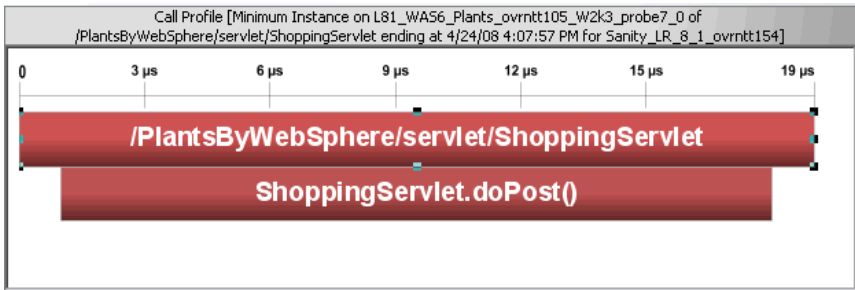 Call Profile [Minimum Instance on L81_WAS6_Plants_ovrntt105_W2k3_probe7_0 of
/PlantsByWebSphere/servlet/ShoppingServlet ending at 4/24/08 4:07:57 PM for Sanity_LR_8_1_ovrntt154]
0 3 µs 6 µs 9 µs 12 µs 15 µs 19 µs
/PlantsByWebSphere/servlet/ShoppingServlet
ShoppingServlet.doPost()